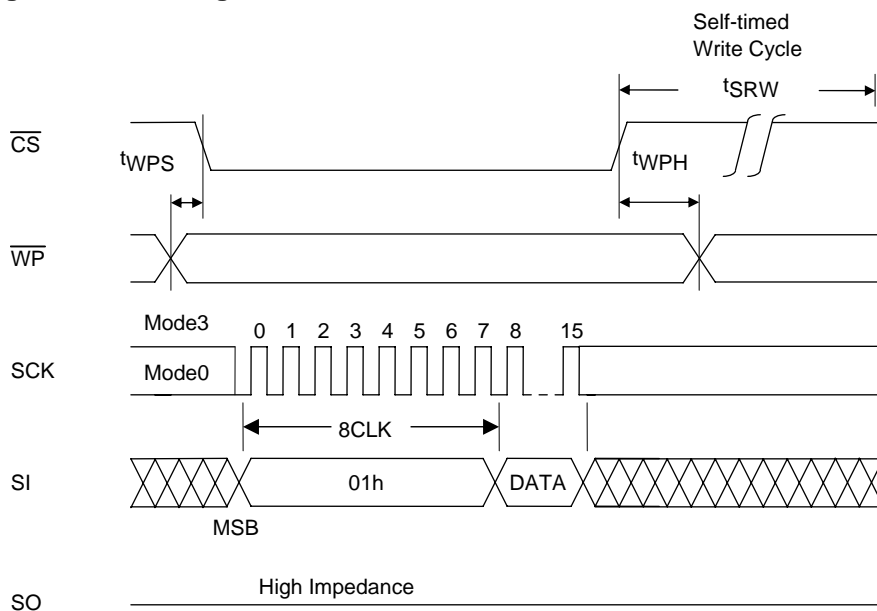 Self-timed
Write Cycle
tSRW
CS
tWPS
tWPH
WP
Mode3
0 1 2 3 4 5 6 7 8 15
SCK
Mode0
8CLK
SI
01h
DATA
MSB
High Impedance
SO